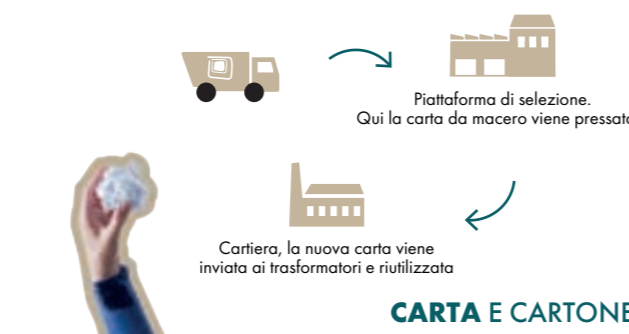 Piattaforma di selezione.
Qui la carta da macero viene pressata
Cartiera, la nuova carta viene
inviata ai trasformatori e riutilizzata
CARTA E CARTONE